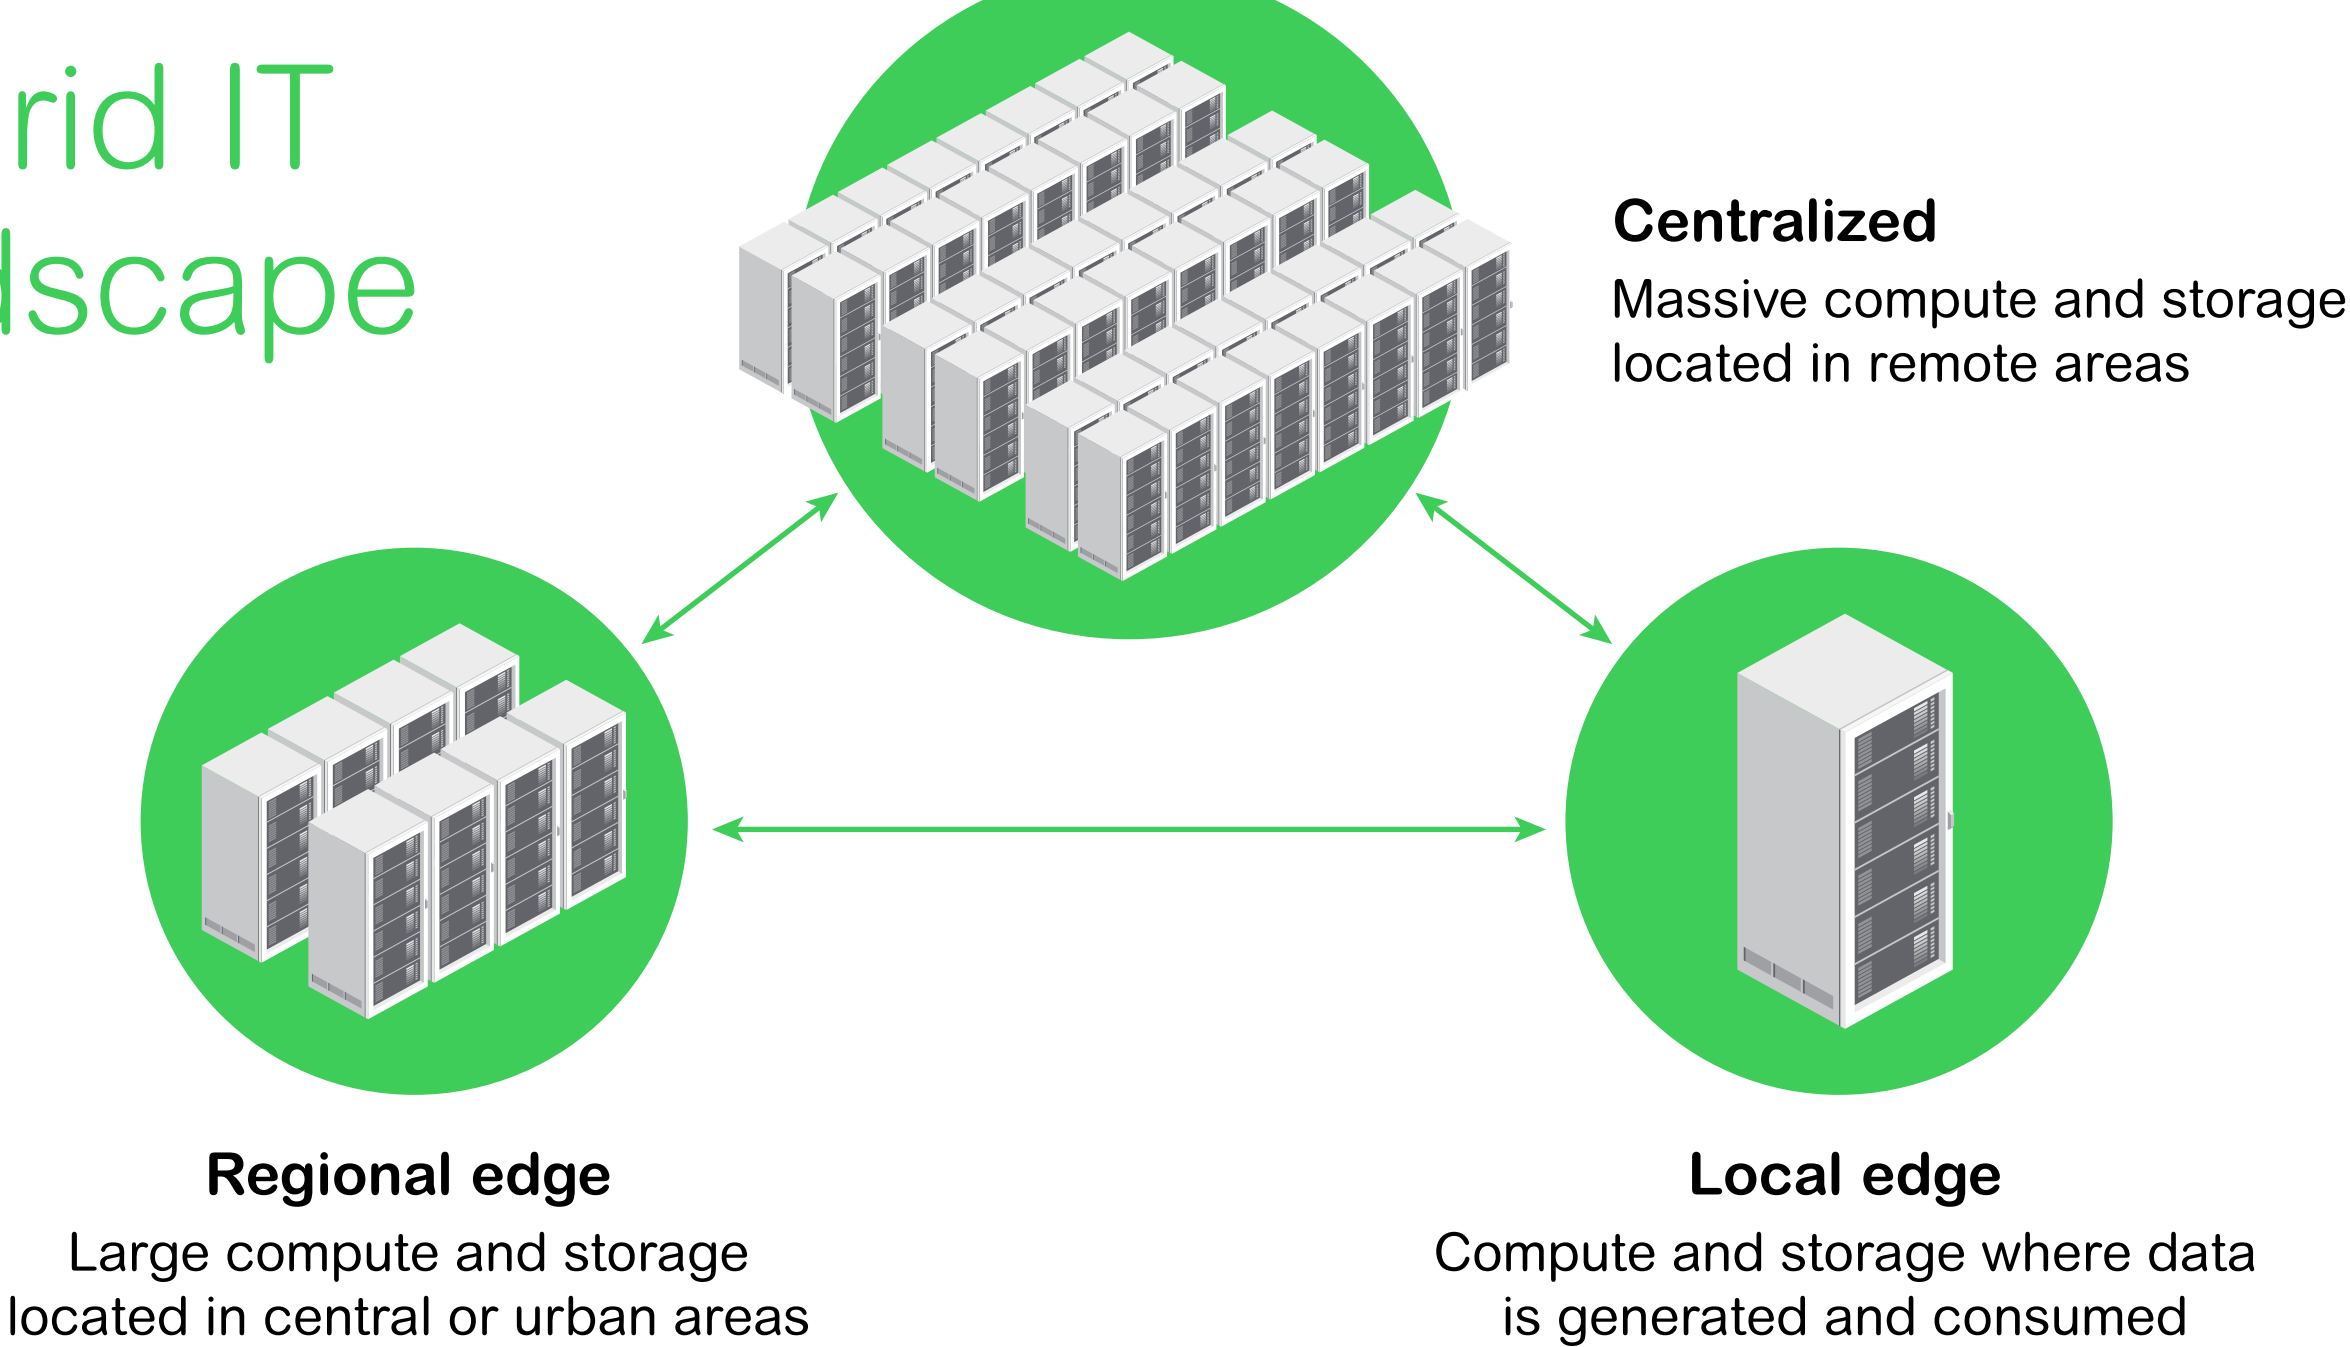 rid IT
dscape
Centralized
Massive compute and storage
located in remote areas
Regional edge
Large compute and storage
located in central or urban areas
Local edge
Compute and storage where data
is generated and consumed